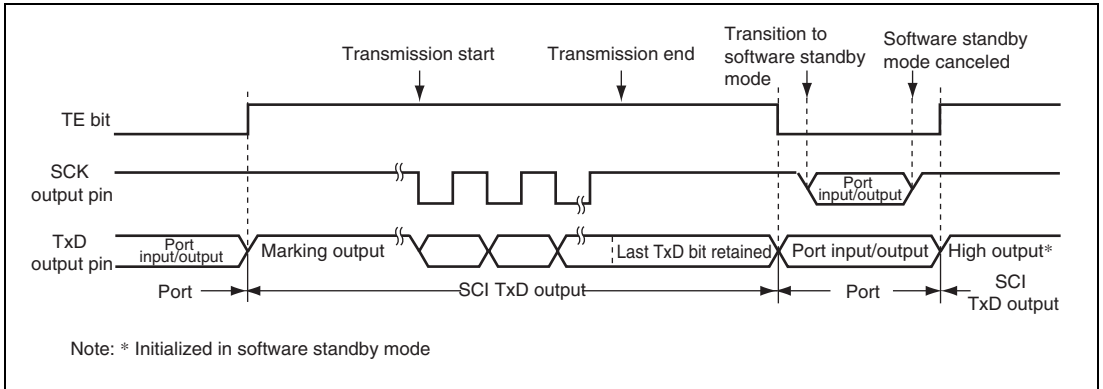 Transmission start
Transmission end
Transition to
software standby
mode
Software standby
mode canceled
TE bit
SCK
output pin
Port
input/output
TxD
output pin
Port
input/output
Marking output
Last TxD bit retained
Port input/output
High output*
Port
SCI TxD output
Port
SCI
TxD output
Note: * Initialized in software standby mode